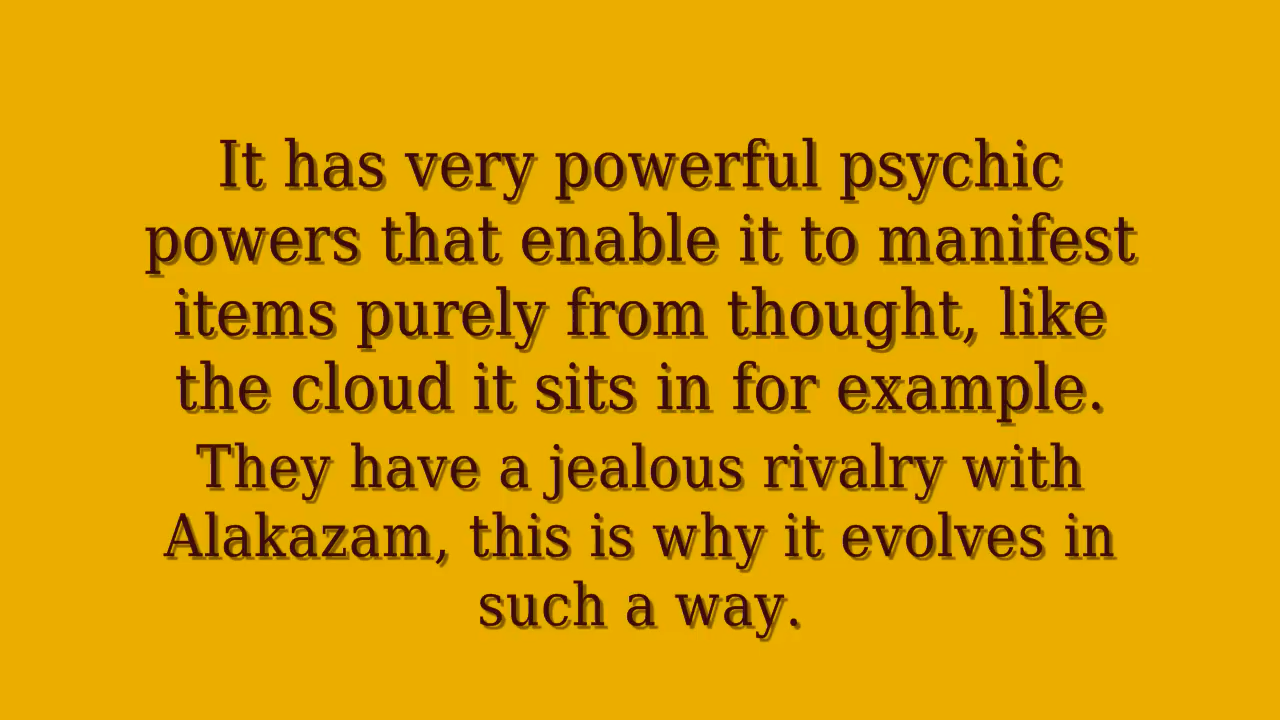 It has very powerful psychic
powers that enable it to manifest
items purely from thought, like
the cloud it sits in for example.
They have a jealous rivalry with
Alakazam, this is why it evolves in
such a way.